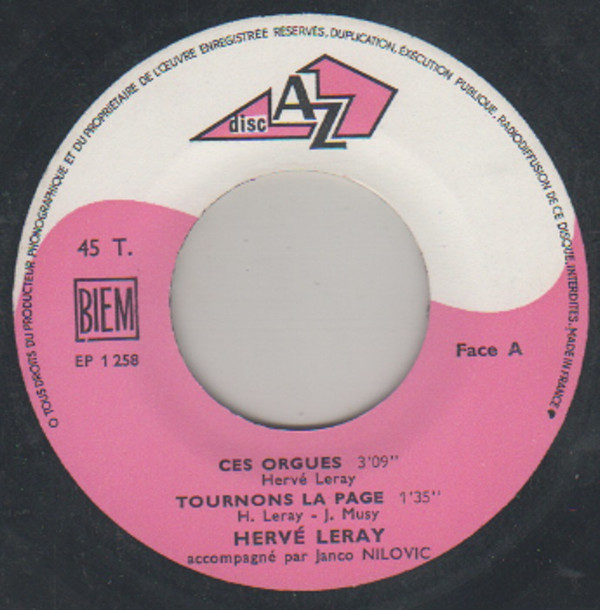 TOUS DROITS DU PRODUCTEUR PHONOGRAPHIQUE ET DU PROPRIÉTAIRE DE L'ŒUVRE ENREGISTRÉE RÉSERVÉS, DUPLICATION, EXÉCUTION PUBLIQUE, RADIODIFFUSION DE CE DISQUE, INTERDITES. MADE IN FRANCE
disc AZ
45 T.
BIEM
EP 1258
Face A
CES ORGUES 3'09"
Hervé Leray
TOURNONS LA PAGE 1'35"
H. Leray - J. Musy
HERVÉ LERAY
accompagné par Janco NILOVIC